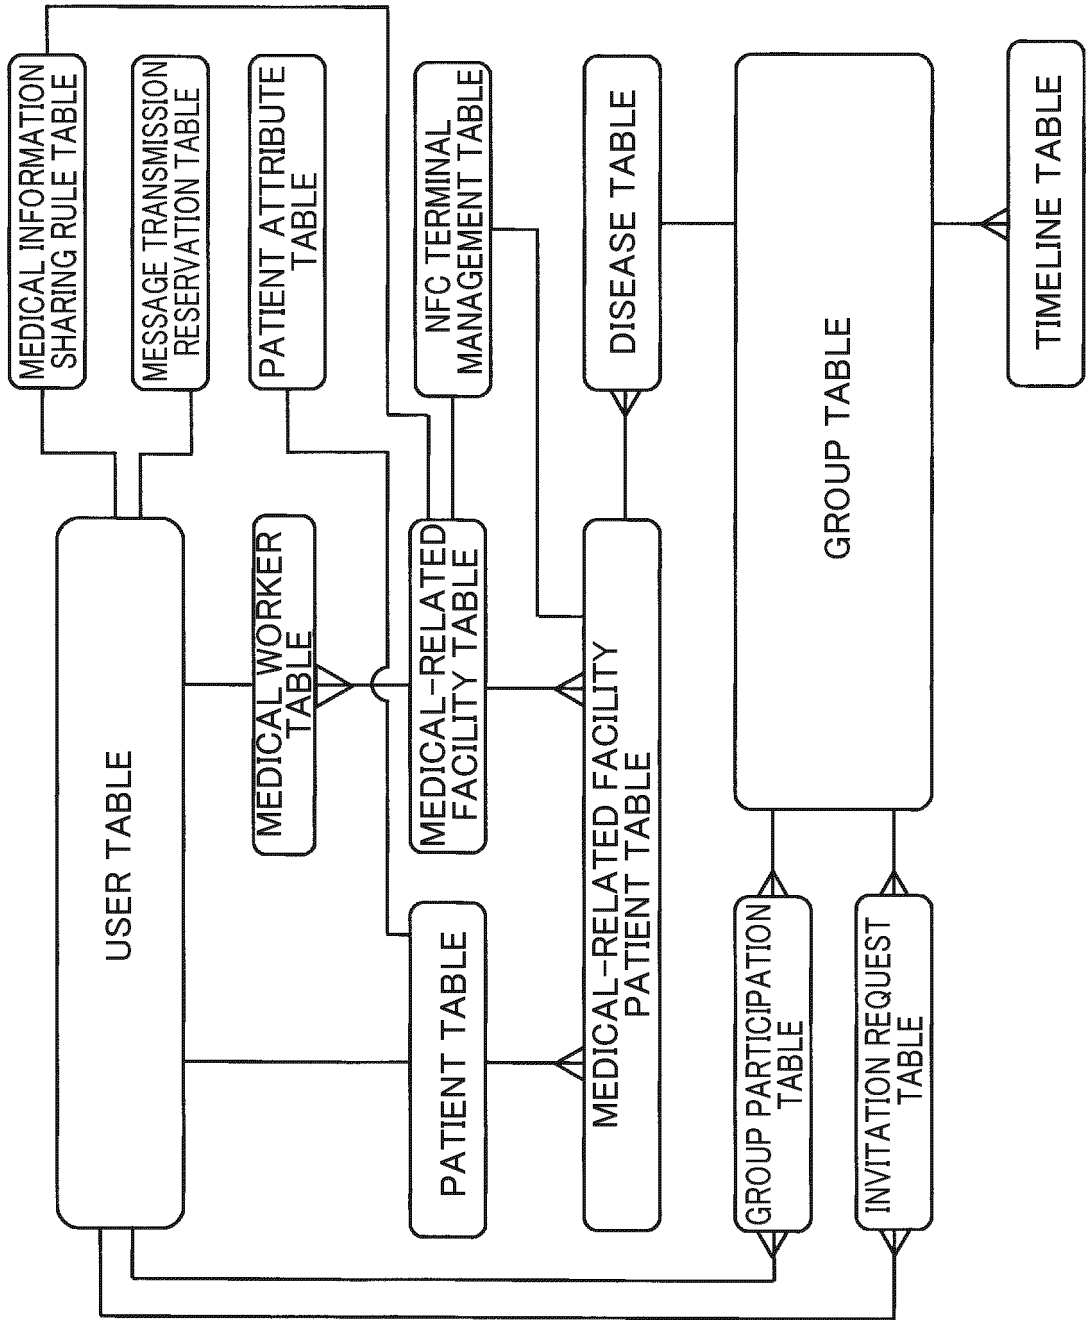 MEDICAL INFORMATION
SHARING RULE TABLE
MESSAGE TRANSMISSION
RESERVATION TABLE
PATIENT ATTRIBUTE
TABLE
NFC TERMINAL
MANAGEMENT TABLE
DISEASE TABLE
GROUP TABLE
TIMELINE TABLE
USER TABLE
MEDICAL WORKER
TABLE
MEDICAL-RELATED
FACILITY TABLE
MEDICAL-RELATED FACILITY
PATIENT TABLE
PATIENT TABLE
GROUP PARTICIPATION
TABLE
INVITATION REQUEST
TABLE